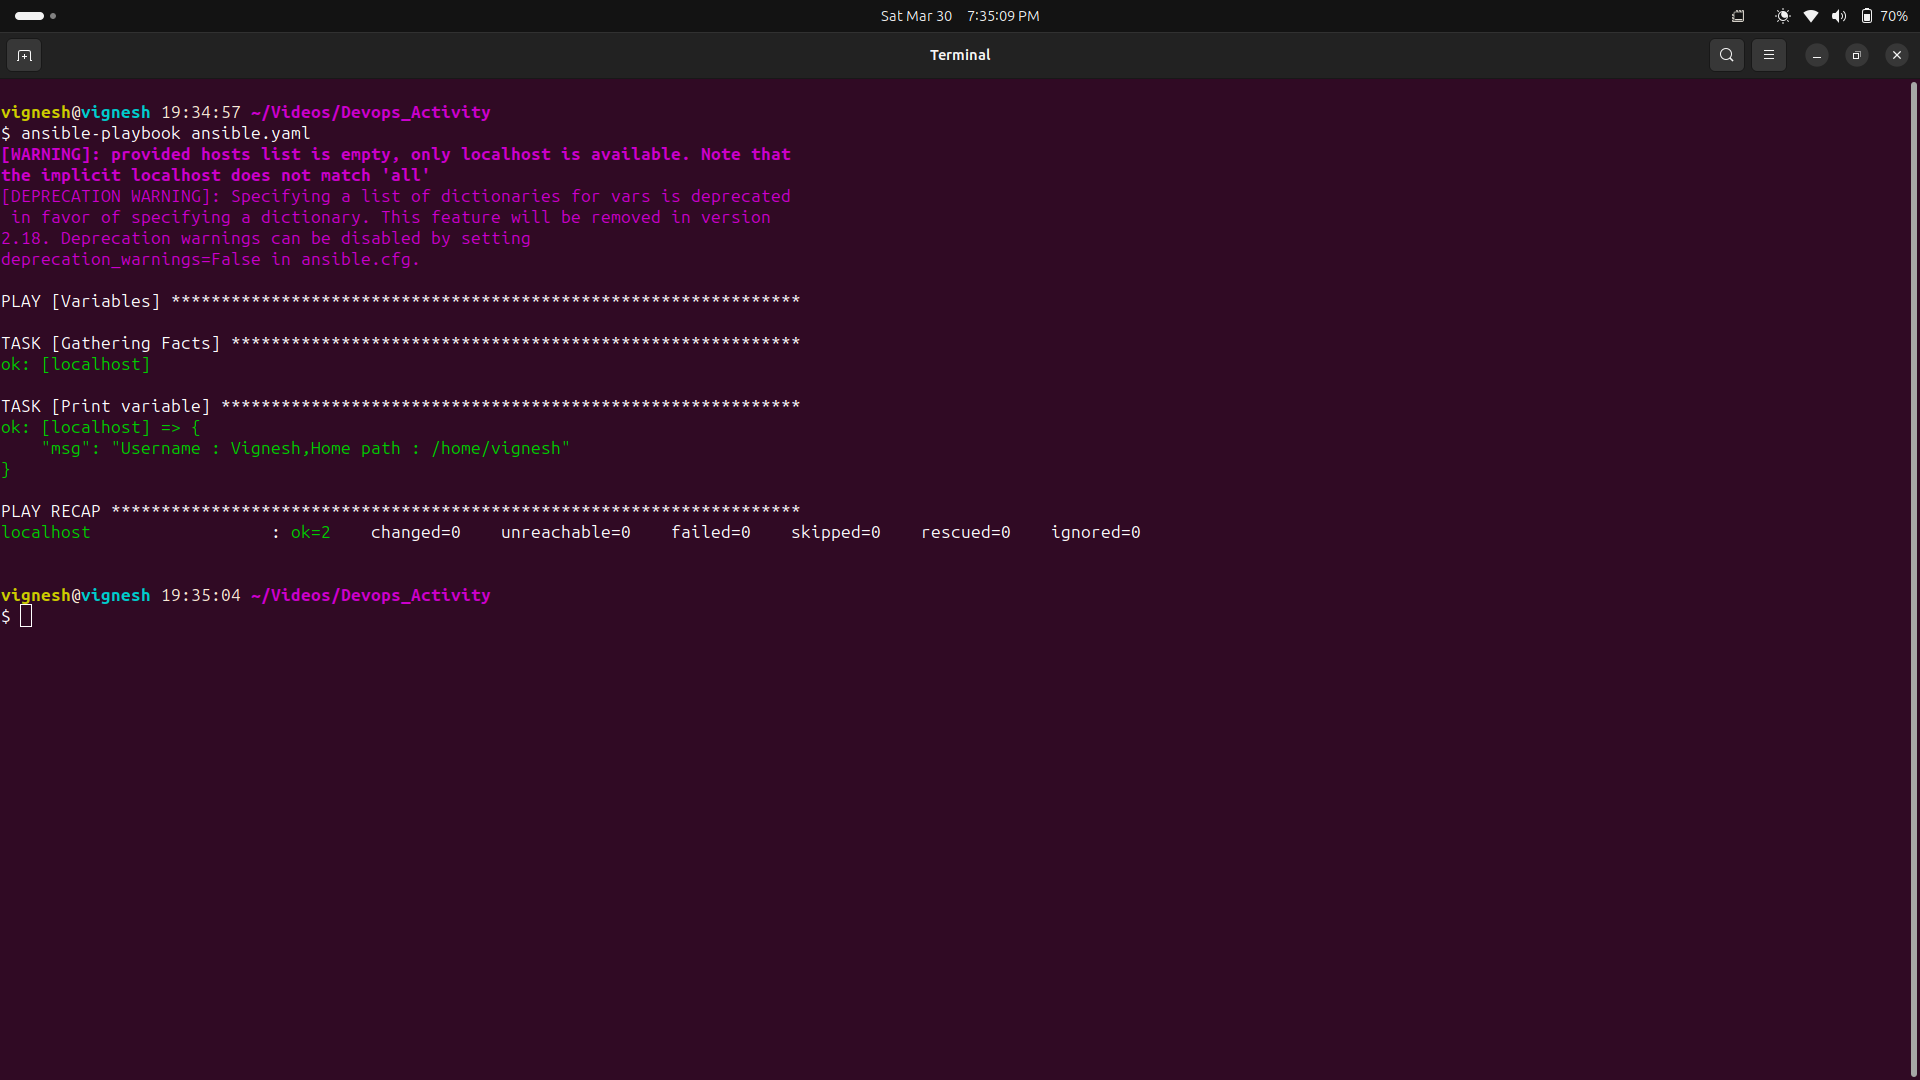 Sat Mar 30 7:35:09 PM
70%
Terminal
vignesh@vignesh 19:34:57 ~/Videos/Devops_Activity
$ ansible-playbook ansible.yaml
[WARNING]: provided hosts list is empty, only localhost is available. Note that
the implicit localhost does not match 'all'
[DEPRECATION WARNING]: Specifying a list of dictionaries for vars is deprecated
 in favor of specifying a dictionary. This feature will be removed in version
2.18. Deprecation warnings can be disabled by setting
deprecation_warnings=False in ansible.cfg.
PLAY [Variables] ***************************************************************
TASK [Gathering Facts] *********************************************************
ok: [localhost]
TASK [Print variable] **********************************************************
ok: [localhost] => {
    "msg": "Username : Vignesh,Home path : /home/vignesh"
}
PLAY RECAP *********************************************************************
localhost                  : ok=2    changed=0    unreachable=0    failed=0    skipped=0    rescued=0    ignored=0
vignesh@vignesh 19:35:04 ~/Videos/Devops_Activity
$